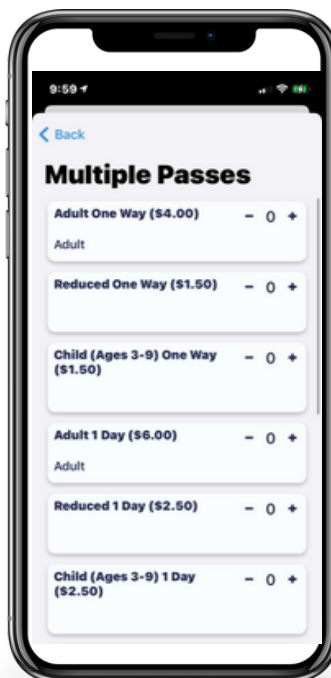 9:59
Back
Multiple Passes
Adult One Way ($4.00) - 0 +
Adult
Reduced One Way ($1.50) - 0 +
Child (Ages 3-9) One Way - 0 +
($1.50)
Adult 1 Day ($6.00) - 0 +
Adult
Reduced 1 Day ($2.50) - 0 +
Child (Ages 3-9) 1 Day - 0 +
($2.50)